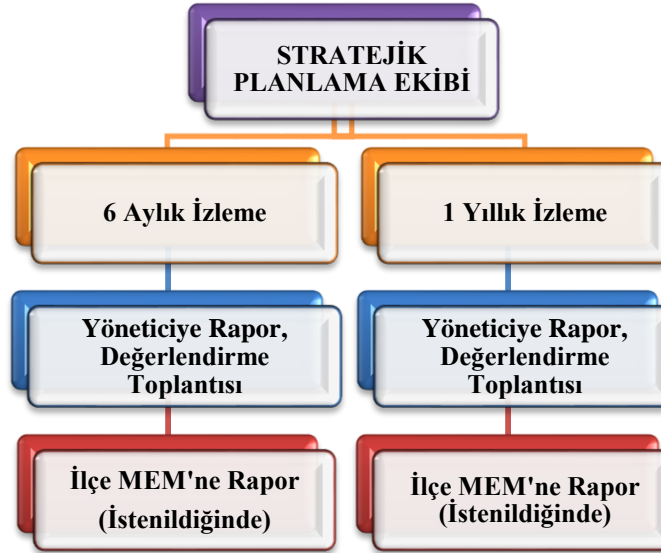 STRATEJİK
PLANLAMA EKİBİ
6 Aylık İzleme
1 Yıllık İzleme
Yöneticiye Rapor,
Değerlendirme
Toplantısı
Yöneticiye Rapor,
Değerlendirme
Toplantısı
İlçe MEM'ne Rapor
(İstenildiğinde)
İlçe MEM'ne Rapor
(İstenildiğinde)